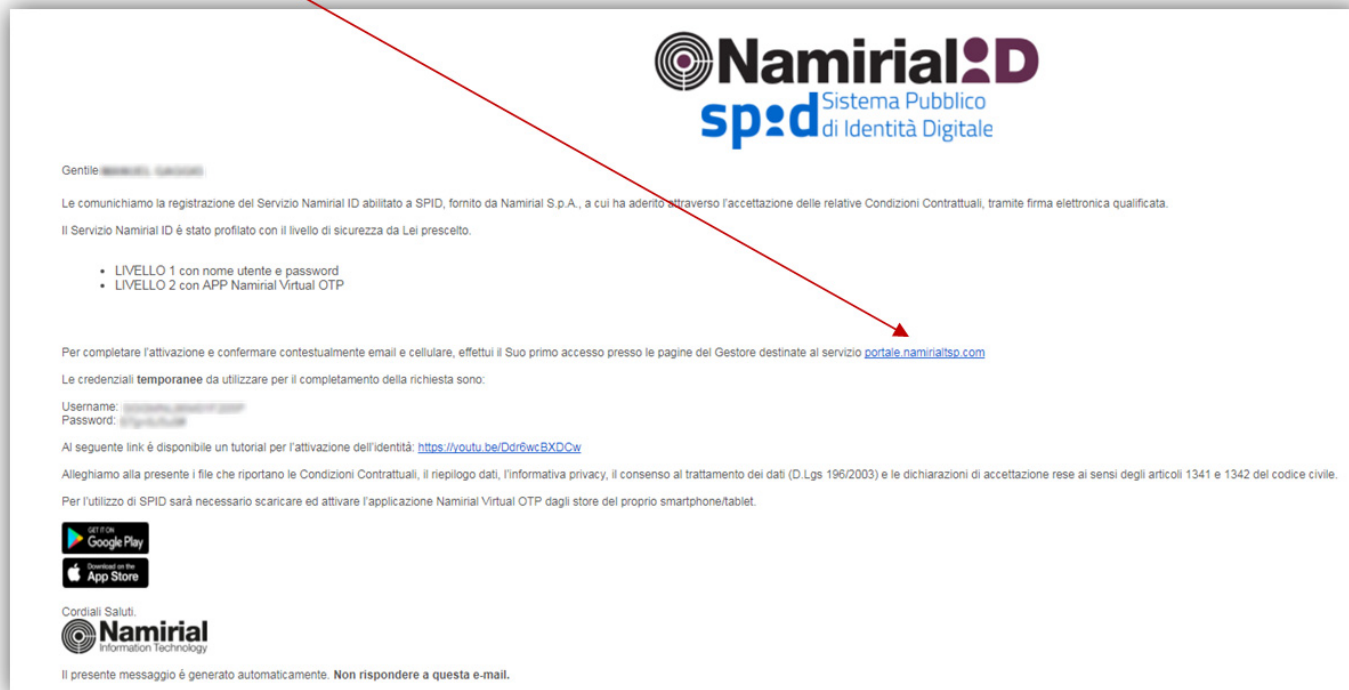 Namirial ID
spid Sistema Pubblico
di Identità Digitale
Gentile
Le comunichiamo la registrazione del Servizio Namirial ID abilitato a SPID, fornito da Namirial S.p.A., a cui ha aderito attraverso l'accettazione delle relative Condizioni Contrattuali, tramite firma elettronica qualificata.
Il Servizio Namirial ID è stato profilato con il livello di sicurezza da Lei prescelto.
• LIVELLO 1 con nome utente e password
• LIVELLO 2 con APP Namirial Virtual OTP
Per completare l'attivazione e confermare contestualmente email e cellulare, effettui il Suo primo accesso presso le pagine del Gestore destinate al servizio portale.namirialtsp.com
Le credenziali temporanee da utilizzare per il completamento della richiesta sono:
Username:
Password:
Al seguente link è disponibile un tutorial per l'attivazione dell'identità: https://youtu.be/Ddr6wcBXDCw
Alleghiamo alla presente i file che riportano le Condizioni Contrattuali, il riepilogo dati, l'informativa privacy, il consenso al trattamento dei dati (D.Lgs 196/2003) e le dichiarazioni di accettazione rese ai sensi degli articoli 1341 e 1342 del codice civile.
Per l'utilizzo di SPID sarà necessario scaricare ed attivare l'applicazione Namirial Virtual OTP dagli store del proprio smartphone/tablet.
GET IT ON
Google Play
Download on the
App Store
Cordiali Saluti.
Namirial
Information Technology
Il presente messaggio è generato automaticamente. Non rispondere a questa e-mail.